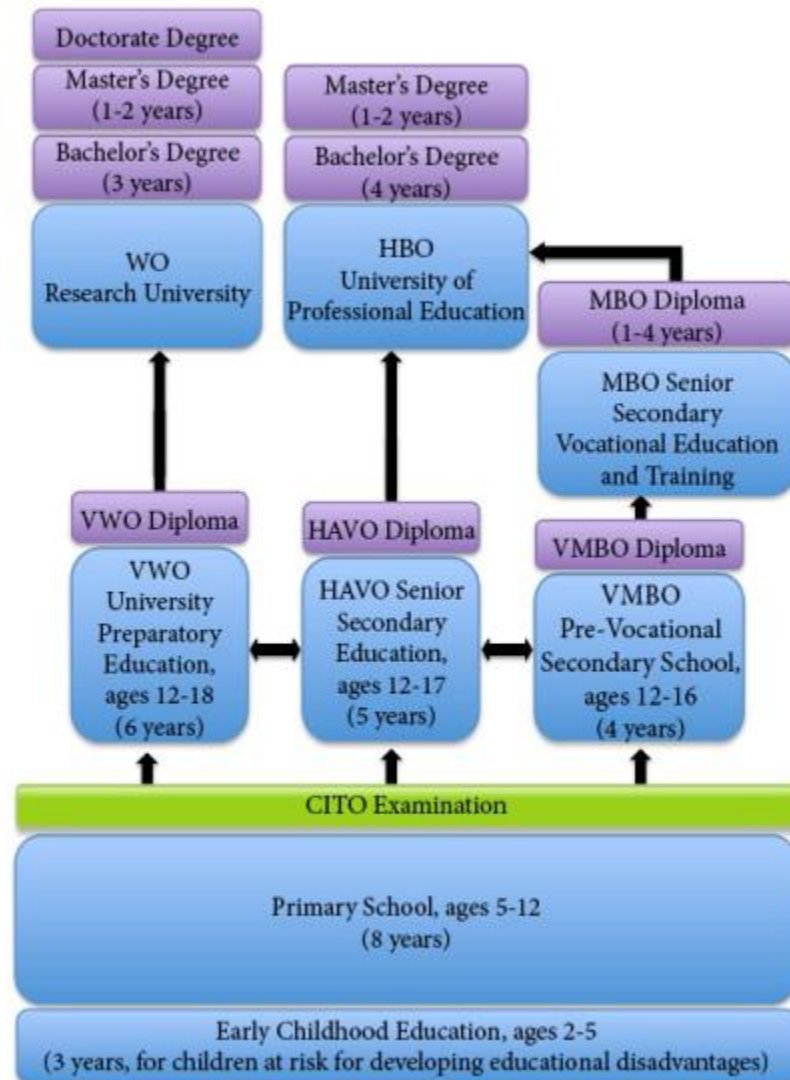 Doctorate Degree
Master's Degree
(1-2 years)
Bachelor's Degree
(3 years)
WO
Research University
Master's Degree
(1-2 years)
Bachelor's Degree
(4 years)
HBO
University of
Professional Education
MBO Diploma
(1-4 years)
MBO Senior
Secondary
Vocational Education
and Training
VWO Diploma
VWO
University
Preparatory
Education,
ages 12-18
(6 years)
HAVO Diploma
HAVO Senior
Secondary
Education,
ages 12-17
(5 years)
VMBO Diploma
VMBO
Pre-Vocational
Secondary School,
ages 12-16
(4 years)
CITO Examination
Primary School, ages 5-12
(8 years)
Early Childhood Education, ages 2-5
(3 years, for children at risk for developing educational disadvantages)